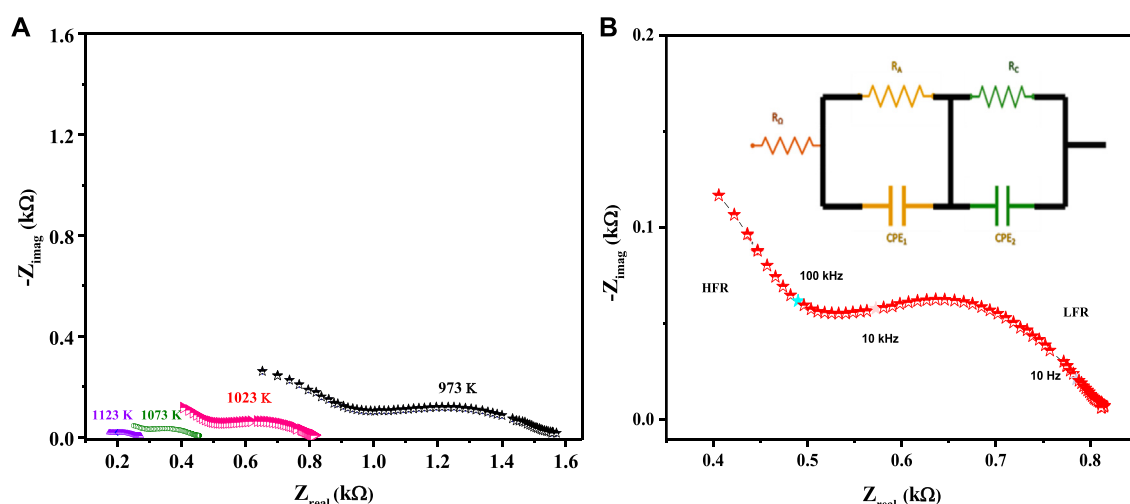 A
1.6
1.2
0.8
0.4
0.0
-Z_imag (kΩ)
1123 K
1073 K
1023 K
973 K
0.2 0.4 0.6 0.8 1.0 1.2 1.4 1.6
Z_real (kΩ)
B
0.2
0.1
0.0
-Z_imag (kΩ)
R_Ω
R_A
R_C
CPE_1
CPE_2
HFR
100 kHz
10 kHz
LFR
10 Hz
0.4 0.5 0.6 0.7 0.8
Z_real (kΩ)